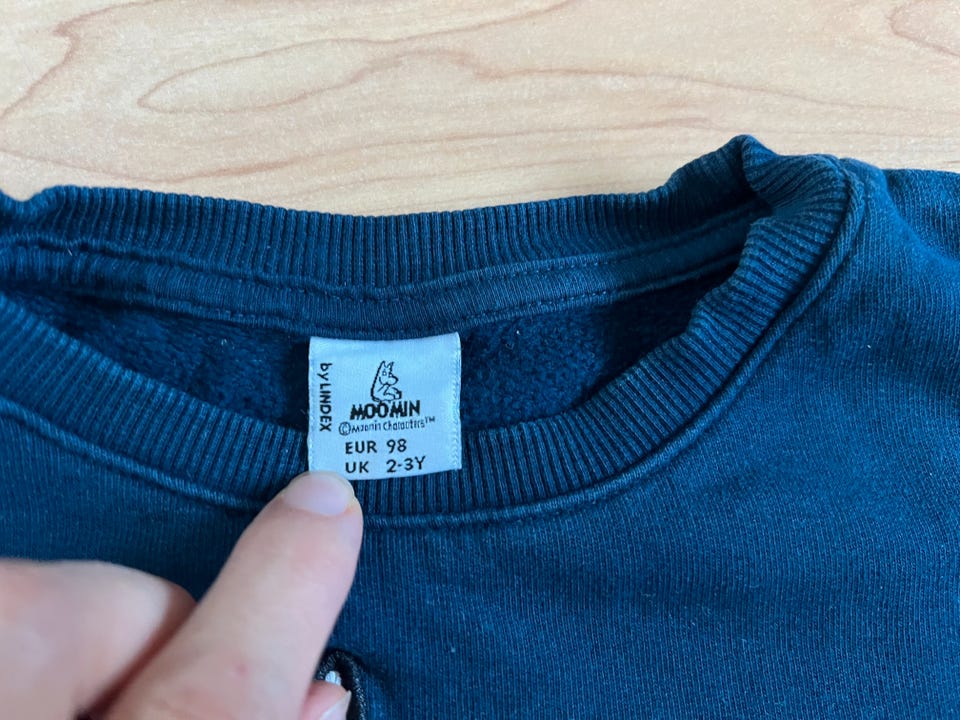 by LINDEX
MOOMIN
©Moomin Characters™
EUR 98
UK 2-3Y